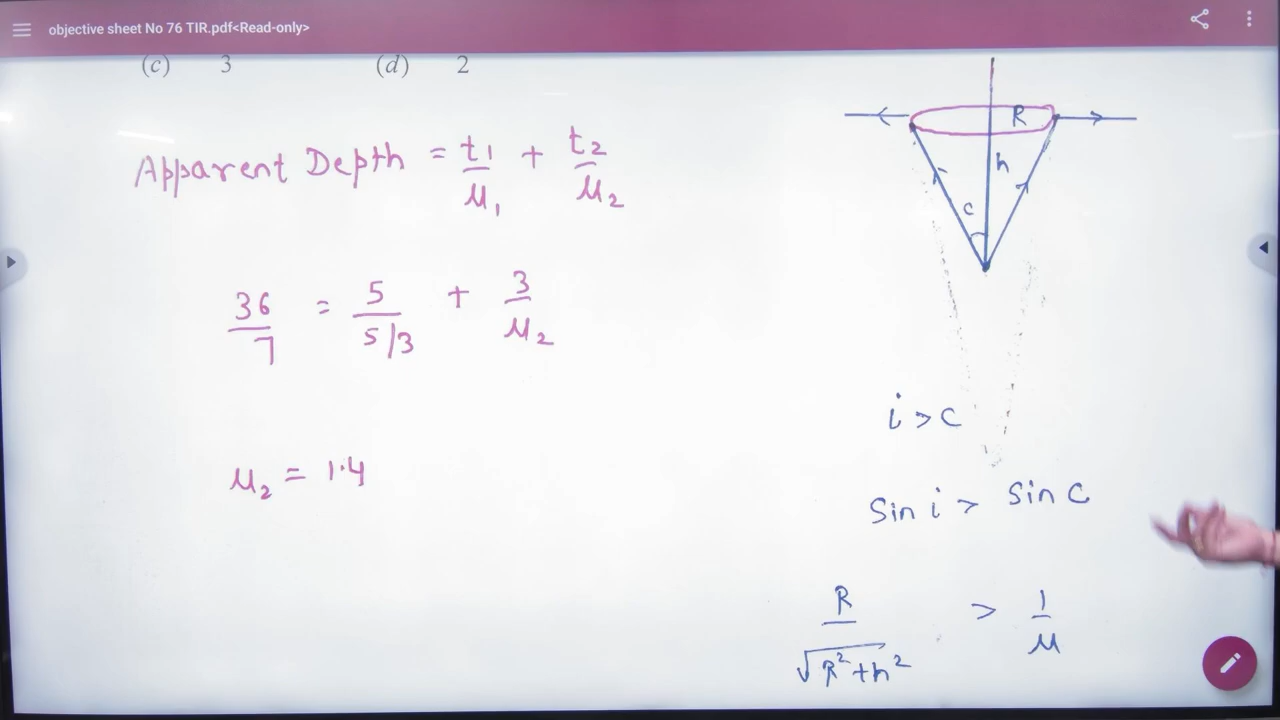 objective sheet No 76 TIR.pdf<Read-only>
(c) 3 (d) 2
Apparent Depth = t1/μ1 + t2/μ2
36/7 = 5/5/3 + 3/μ2
μ2 = 1.4
R
h
c
i > c
Sin i > Sin C
R/√R²+h² > 1/μ